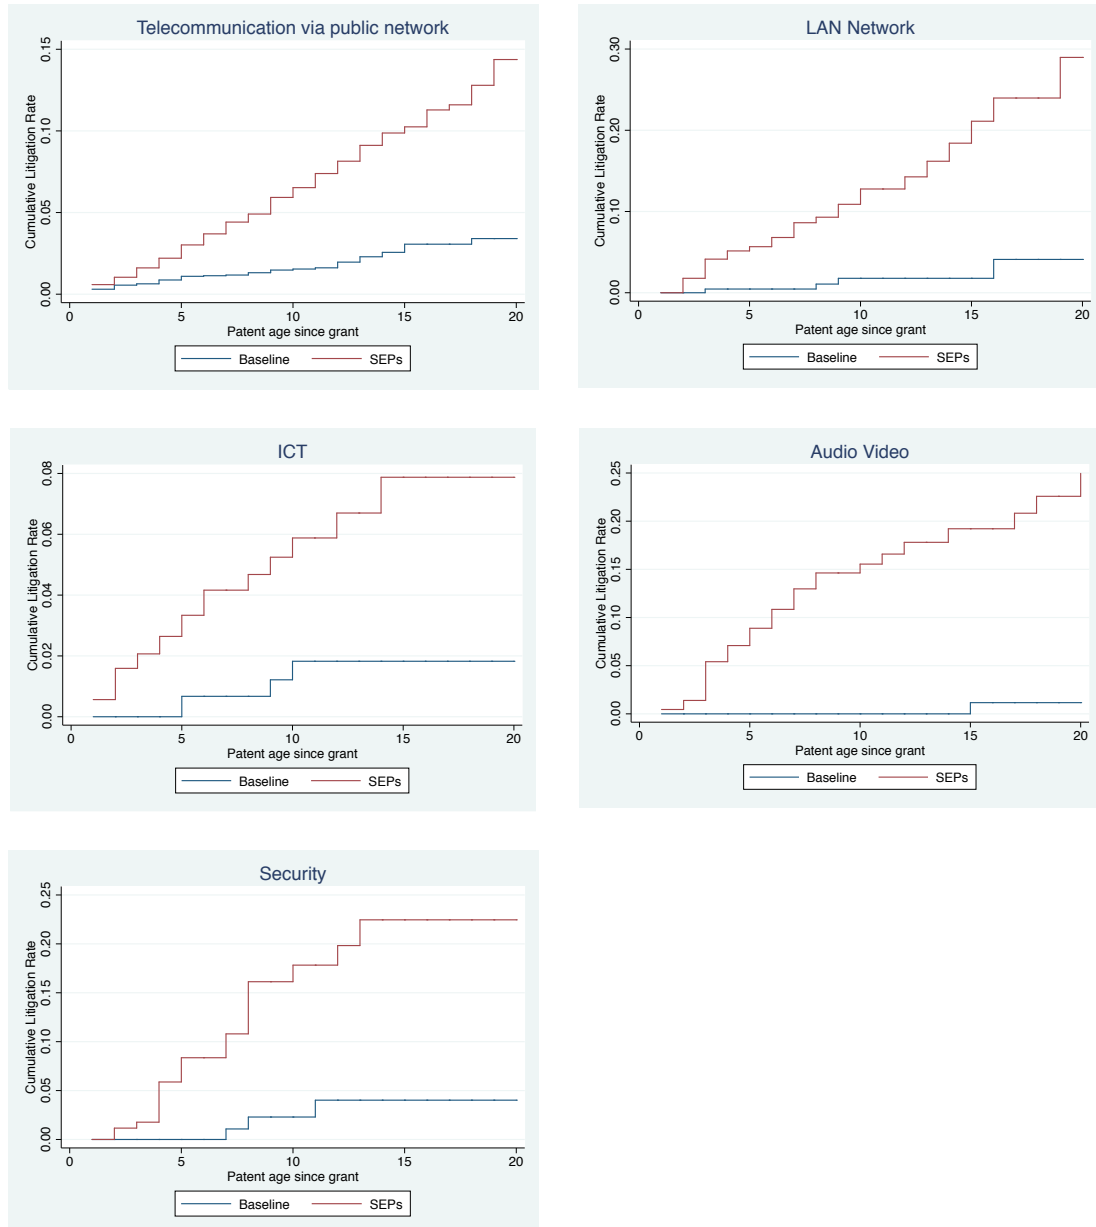 Telecommunication via public network
Cumulative Litigation Rate
0.00 0.05 0.10 0.15
0 5 10 15 20
Patent age since grant
Baseline SEPs
LAN Network
Cumulative Litigation Rate
0.00 0.10 0.20 0.30
0 5 10 15 20
Patent age since grant
Baseline SEPs
ICT
Cumulative Litigation Rate
0.00 0.02 0.04 0.06 0.08
0 5 10 15 20
Patent age since grant
Baseline SEPs
Audio Video
Cumulative Litigation Rate
0.00 0.05 0.10 0.15 0.20 0.25
0 5 10 15 20
Patent age since grant
Baseline SEPs
Security
Cumulative Litigation Rate
0.00 0.05 0.10 0.15 0.20 0.25
0 5 10 15 20
Patent age since grant
Baseline SEPs